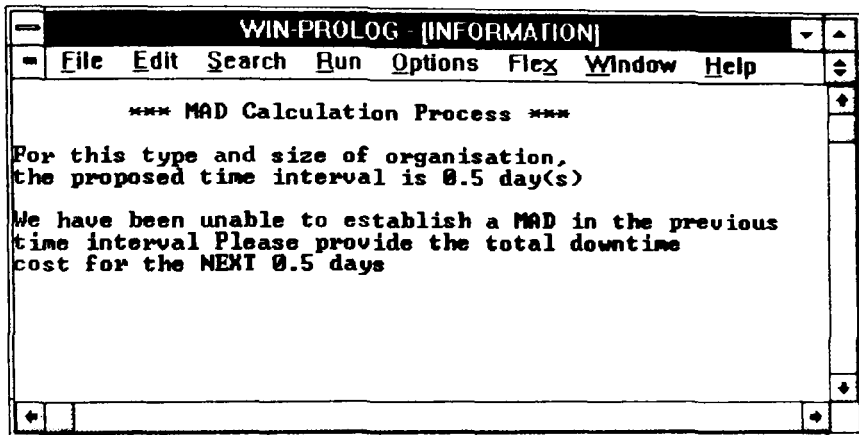 WIN-PROLOG - [INFORMATION]
File Edit Search Run Options Flex Window Help
*** MAD Calculation Process ***
For this type and size of organisation,
the proposed time interval is 0.5 day(s)
We have been unable to establish a MAD in the previous
time interval Please provide the total downtime
cost for the NEXT 0.5 days